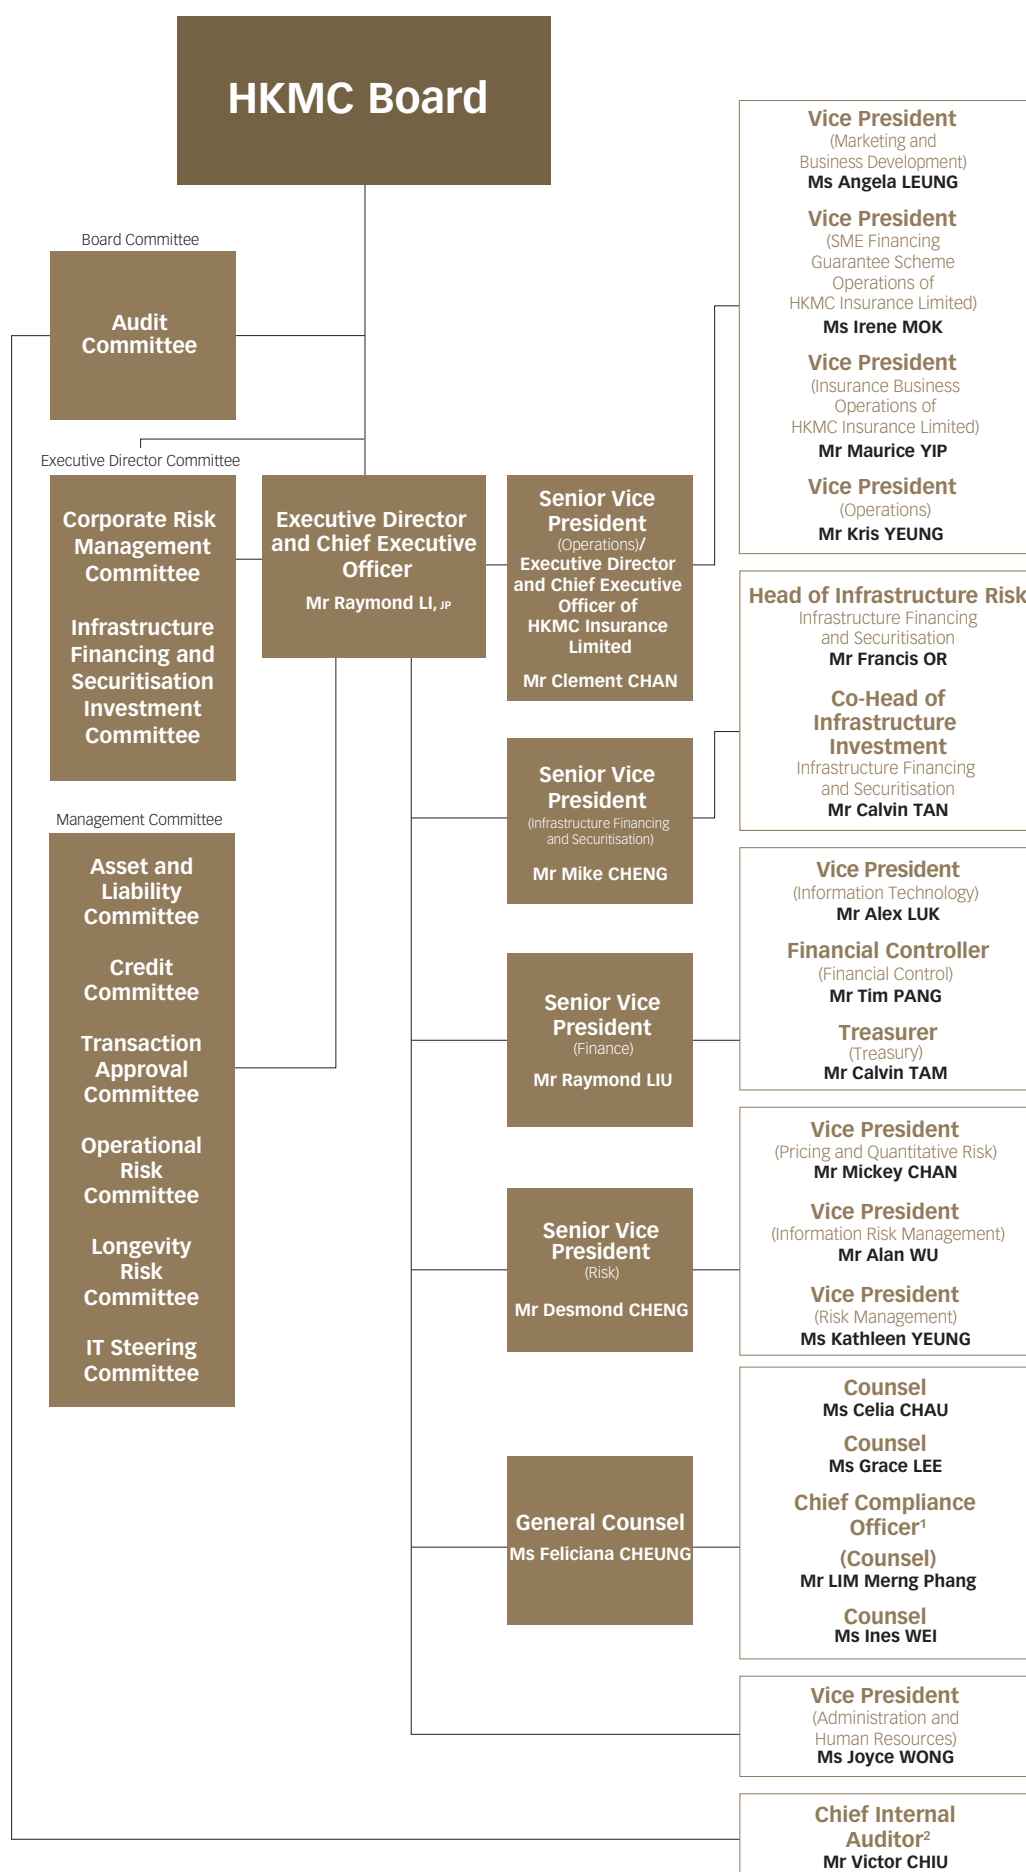 HKMC Board
Board Committee
Audit
Committee
Executive Director Committee
Corporate Risk
Management
Committee
Infrastructure
Financing and
Securitisation
Investment
Committee
Executive Director
and Chief Executive
Officer
Mr Raymond LI, JP
Management Committee
Asset and
Liability
Committee
Credit
Committee
Transaction
Approval
Committee
Operational
Risk
Committee
Longevity
Risk
Committee
IT Steering
Committee
Senior Vice
President
(Operations)/
Executive Director
and Chief Executive
Officer of
HKMC Insurance
Limited
Mr Clement CHAN
Senior Vice
President
(Infrastructure Financing
and Securitisation)
Mr Mike CHENG
Senior Vice
President
(Finance)
Mr Raymond LIU
Senior Vice
President
(Risk)
Mr Desmond CHENG
General Counsel
Ms Feliciana CHEUNG
Vice President
(Marketing and
Business Development)
Ms Angela LEUNG
Vice President
(SME Financing
Guarantee Scheme
Operations of
HKMC Insurance Limited)
Ms Irene MOK
Vice President
(Insurance Business
Operations of
HKMC Insurance Limited)
Mr Maurice YIP
Vice President
(Operations)
Mr Kris YEUNG
Head of Infrastructure Risk
Infrastructure Financing
and Securitisation
Mr Francis OR
Co-Head of
Infrastructure
Investment
Infrastructure Financing
and Securitisation
Mr Calvin TAN
Vice President
(Information Technology)
Mr Alex LUK
Financial Controller
(Financial Control)
Mr Tim PANG
Treasurer
(Treasury)
Mr Calvin TAM
Vice President
(Pricing and Quantitative Risk)
Mr Mickey CHAN
Vice President
(Information Risk Management)
Mr Alan WU
Vice President
(Risk Management)
Ms Kathleen YEUNG
Counsel
Ms Celia CHAU
Counsel
Ms Grace LEE
Chief Compliance
Officer¹
(Counsel)
Mr LIM Merng Phang
Counsel
Ms Ines WEI
Vice President
(Administration and
Human Resources)
Ms Joyce WONG
Chief Internal
Auditor²
Mr Victor CHIU